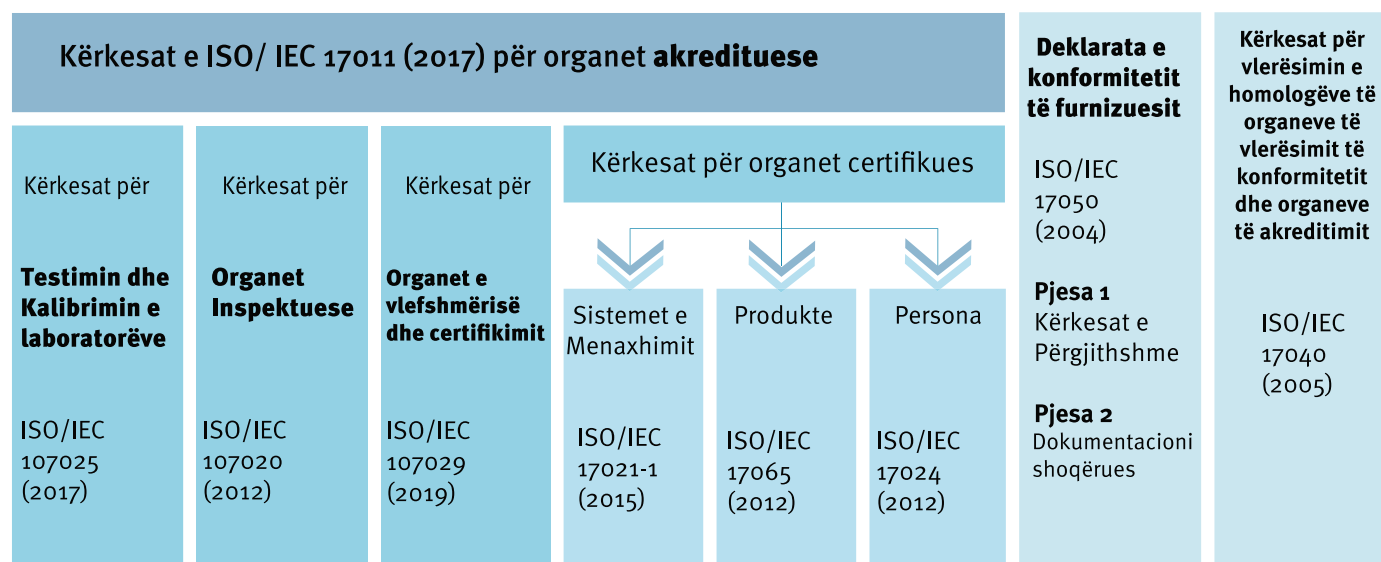 Kërkesat e ISO/ IEC 17011 (2017) për organet akredituese
Kërkesat për
Testimin dhe
Kalibrimin e
laboratorëve
ISO/IEC
107025
(2017)
Kërkesat për
Organet
Inspektuese
ISO/IEC
107020
(2012)
Kërkesat për
Organet e
vlefshmërisë
dhe certifikimit
ISO/IEC
107029
(2019)
Kërkesat për organet certifikues
Sistemet e
Menaxhimit
ISO/IEC
17021-1
(2015)
Produkte
ISO/IEC
17065
(2012)
Persona
ISO/IEC
17024
(2012)
Deklarata e
konformitetit
të furnizuesit
ISO/IEC
17050
(2004)
Pjesa 1
Kërkesat e
Përgjithshme
Pjesa 2
Dokumentacioni
shoqërues
Kërkesat për
vlerësimin e
homologëve të
organeve të
vlerësimit të
konformitetit
dhe organeve
të akreditimit
ISO/IEC
17040
(2005)